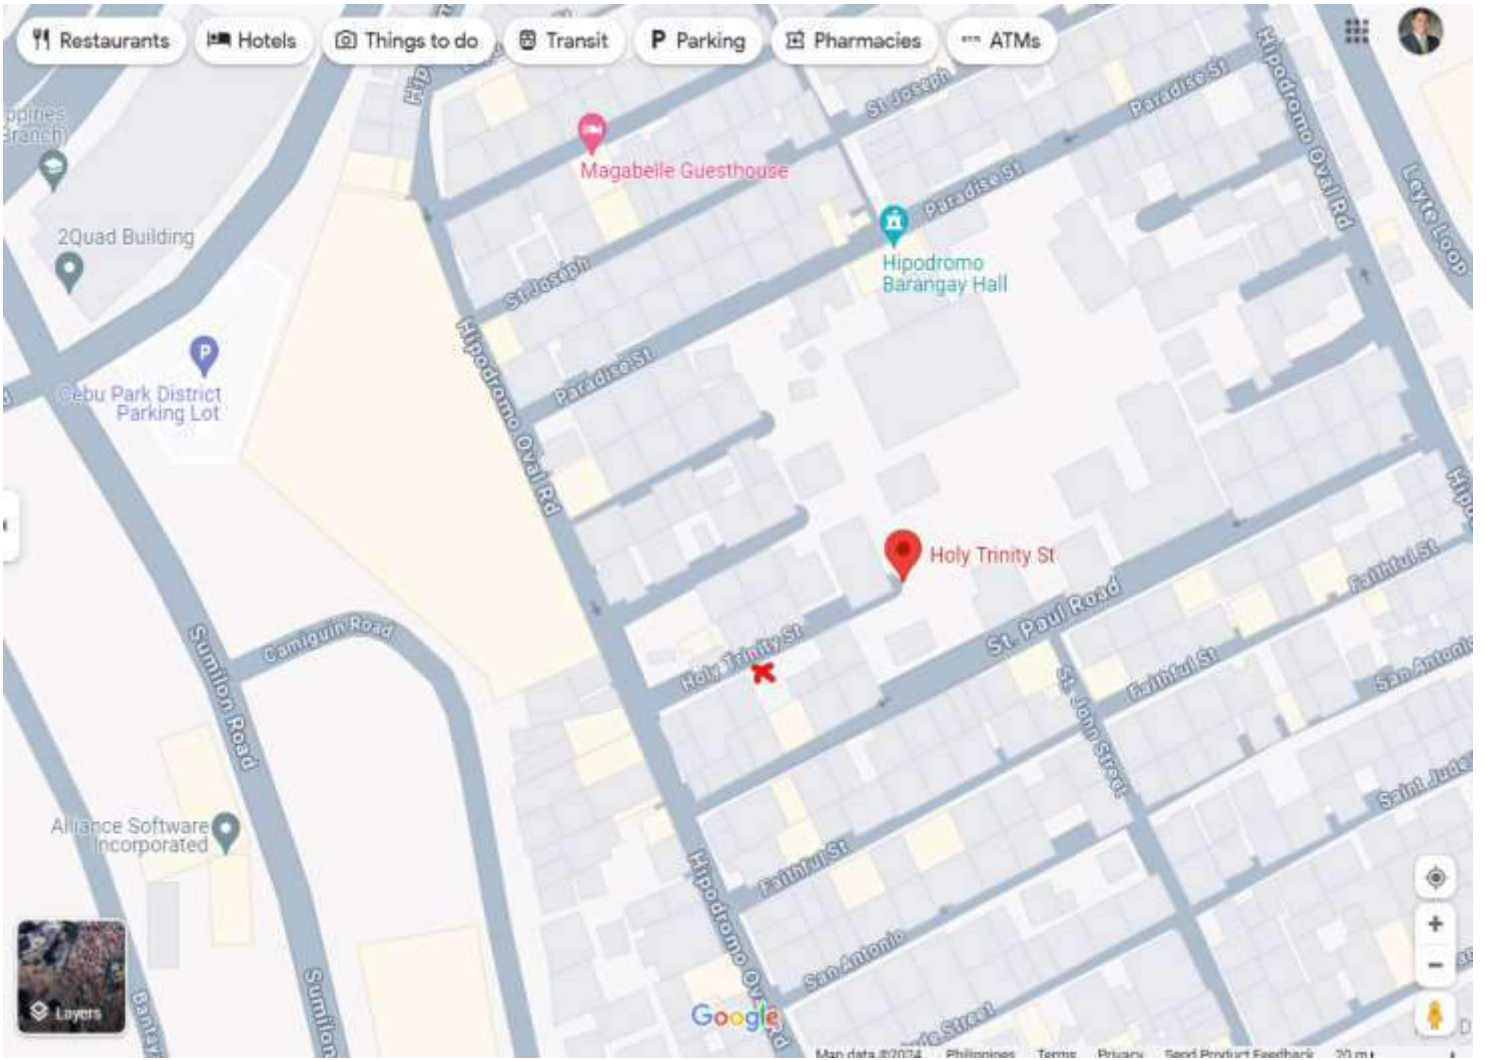 Restaurants
Hotels
Things to do
Transit
P Parking
Pharmacies
ATMs
Hipodromo Oval Rd
St Joseph
Paradise St
Leyte Loop
Branch)
Magabelle Guesthouse
2Quad Building
Paradise St
Hipodromo
Barangay Hall
St Joseph
P
Cebu Park District
Parking Lot
Hipodromo Oval Rd
Paradise St
Holy Trinity St
Faithful St
St. Paul Road
Camiguin Road
Holy Trinity St
Sumilon Road
Faithful St
San Antonio
St. John Street
Saint Jude
Alliance Software
Incorporated
Faithful St
Hipodromo Oval Rd
San Antonio
Layers
Sumilon
Google
Map data ©2024
Philippines
Terms
Privacy
Send Product Feedback
20 m